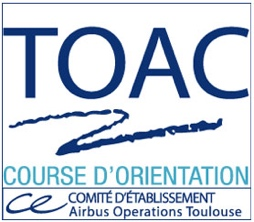 TOAC
COURSE D'ORIENTATION
ce COMITÉ D'ÉTABLISSEMENT
Airbus Operations Toulouse